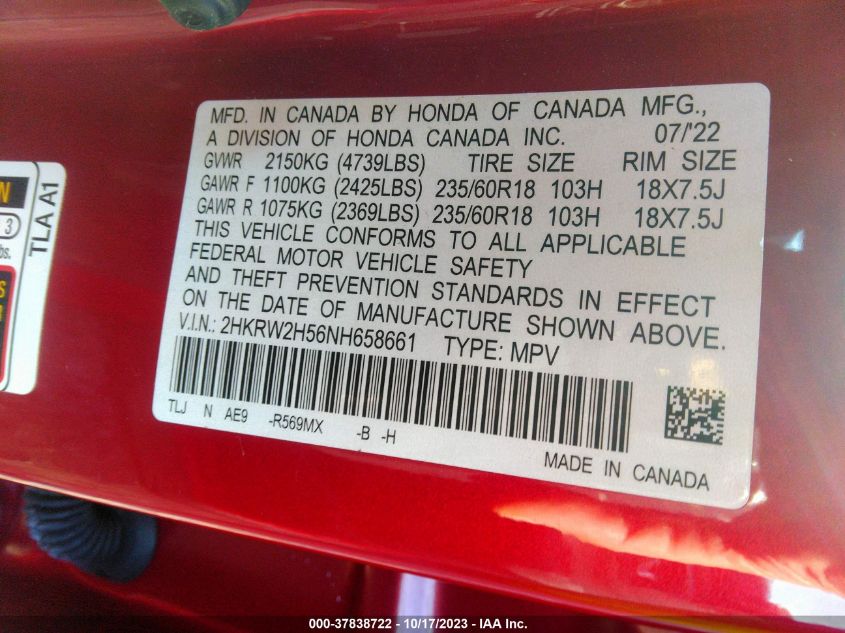 MFD. IN CANADA BY HONDA OF CANADA MFG.,
A DIVISION OF HONDA CANADA INC. 07/'22
GVWR 2150KG (4739LBS) TIRE SIZE RIM SIZE
GAWR F 1100KG (2425LBS) 235/60R18 103H 18X7.5J
GAWR R 1075KG (2369LBS) 235/60R18 103H 18X7.5J
THIS VEHICLE CONFORMS TO ALL APPLICABLE
FEDERAL MOTOR VEHICLE SAFETY
AND THEFT PREVENTION STANDARDS IN EFFECT
ON THE DATE OF MANUFACTURE SHOWN ABOVE.
V.I.N.: 2HKRW2H56NH658661 TYPE: MPV
TLJ N AE9 -R569MX -B -H
MADE IN CANADA
TLA A1
N
3
bs.
S
R
000-37838722 - 10/17/2023 - IAA Inc.